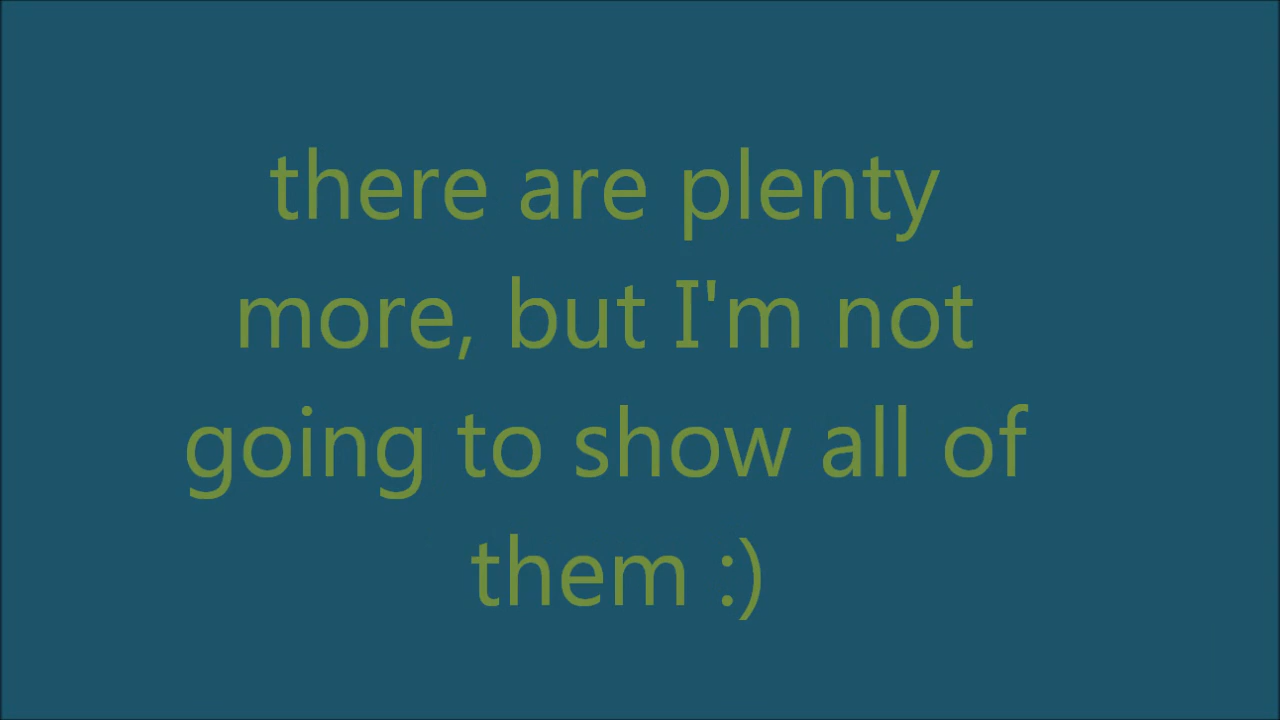 there are plenty
more, but I'm not
going to show all of
them :)